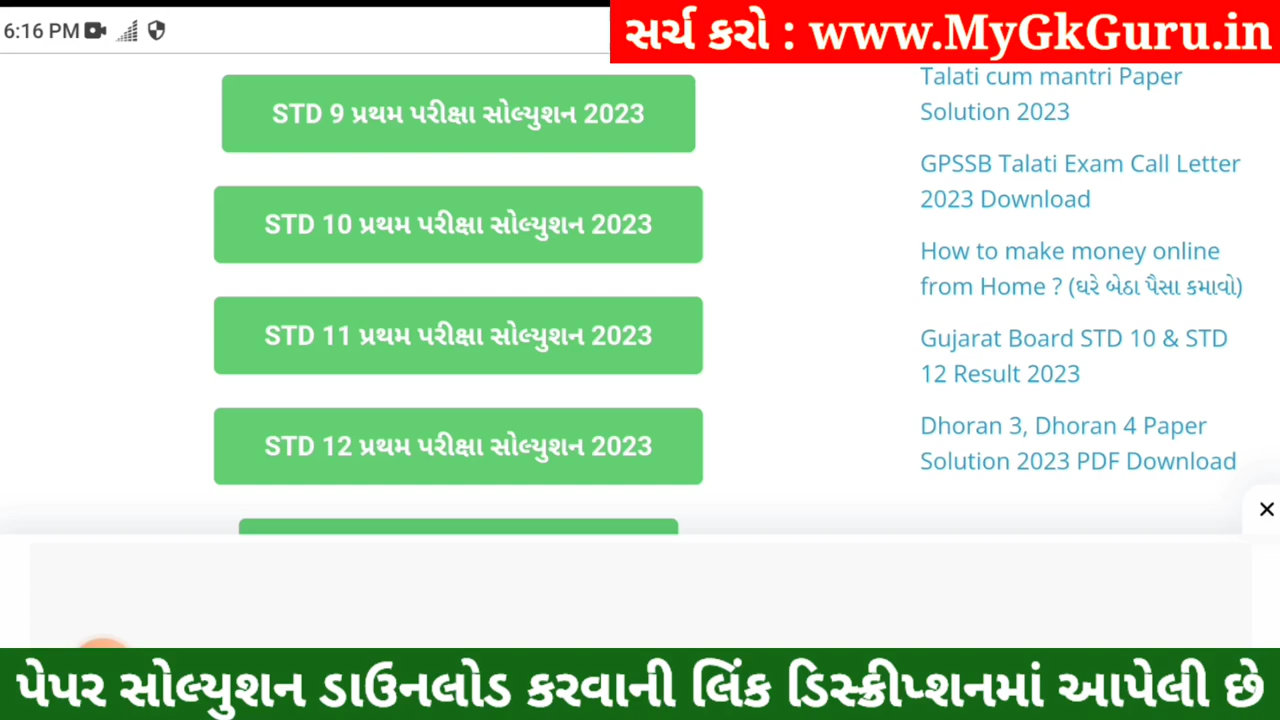 6:16 PM
સર્ચ કરો : www.MyGkGuru.in
STD 9 પ્રથમ પરીક્ષા સોલ્યુશન 2023
STD 10 પ્રથમ પરીક્ષા સોલ્યુશન 2023
STD 11 પ્રથમ પરીક્ષા સોલ્યુશન 2023
STD 12 પ્રથમ પરીક્ષા સોલ્યુશન 2023
Talati cum mantri Paper
Solution 2023
GPSSB Talati Exam Call Letter
2023 Download
How to make money online
from Home ? (ઘરે બેઠા પૈસા કમાવો)
Gujarat Board STD 10 & STD
12 Result 2023
Dhoran 3, Dhoran 4 Paper
Solution 2023 PDF Download
પેપર સોલ્યુશન ડાઉનલોડ કરવાની લિંક ડિસ્ક્રીપ્શનમાં આપેલી છે